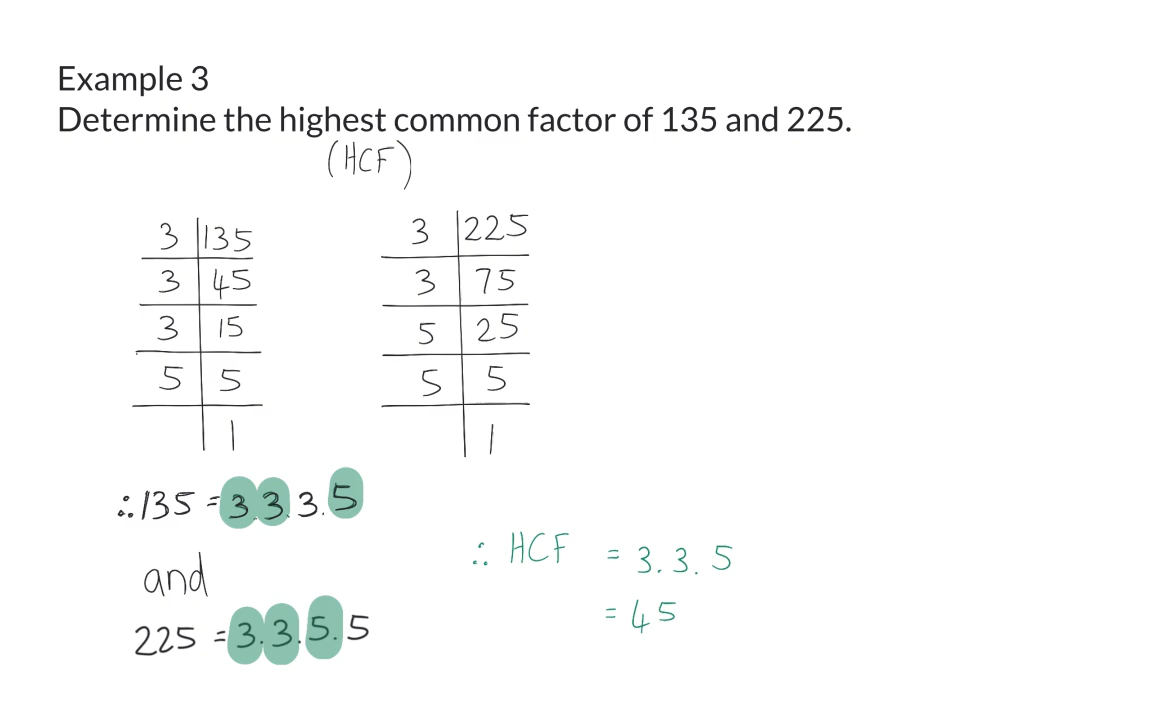 Example 3
Determine the highest common factor of 135 and 225.
(HCF)
3 135
3 45
3 15
5 5
1
3 225
3 75
5 25
5 5
1
∴135 = 3.3.3.5
and
225 = 3.3.5.5
∴ HCF = 3.3.5
= 45